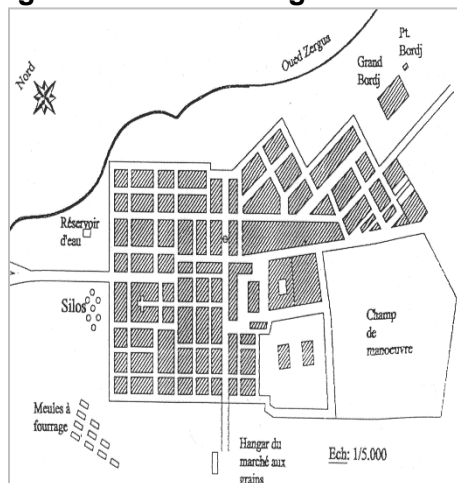 Nord
Oued Zergua
Pt.
Bordj
Grand
Bordj
Réservoir
d'eau
Silos
Champ
de
manoeuvre
Meules à
fourrage
Hangar du
marché aux
grains
Ech: 1/5.000